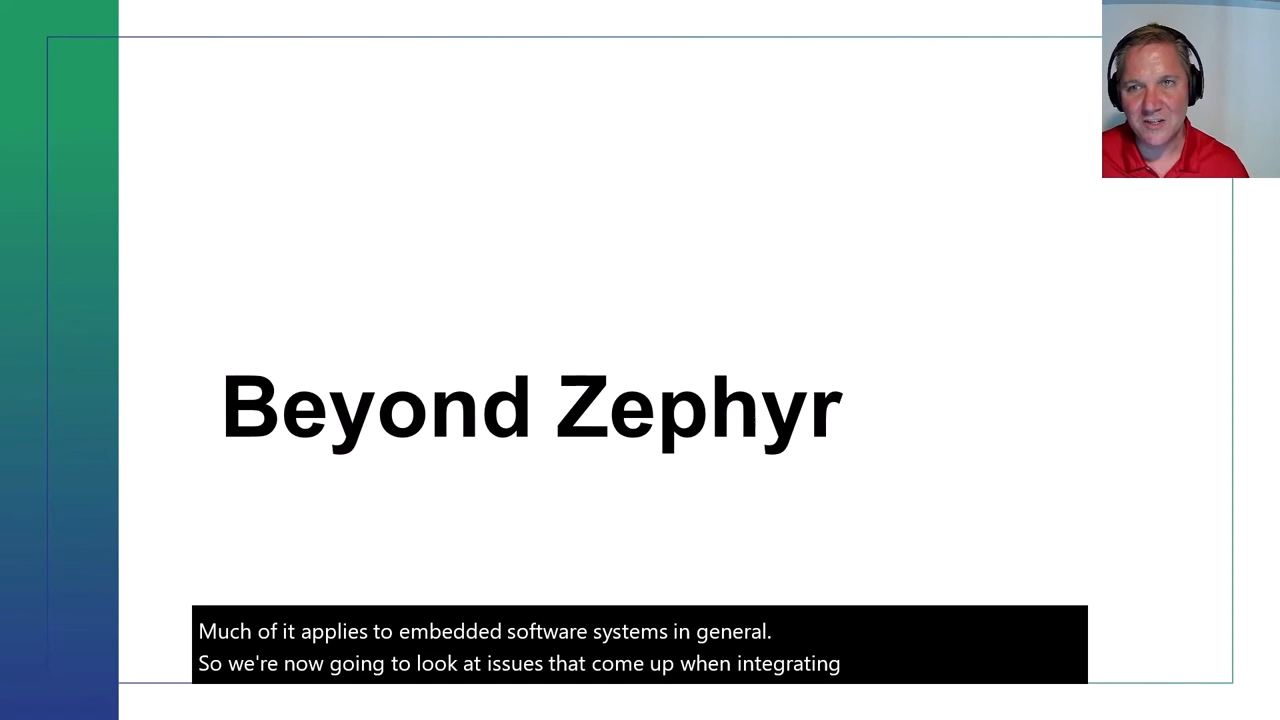 Beyond Zephyr
Much of it applies to embedded software systems in general.
So we're now going to look at issues that come up when integrating